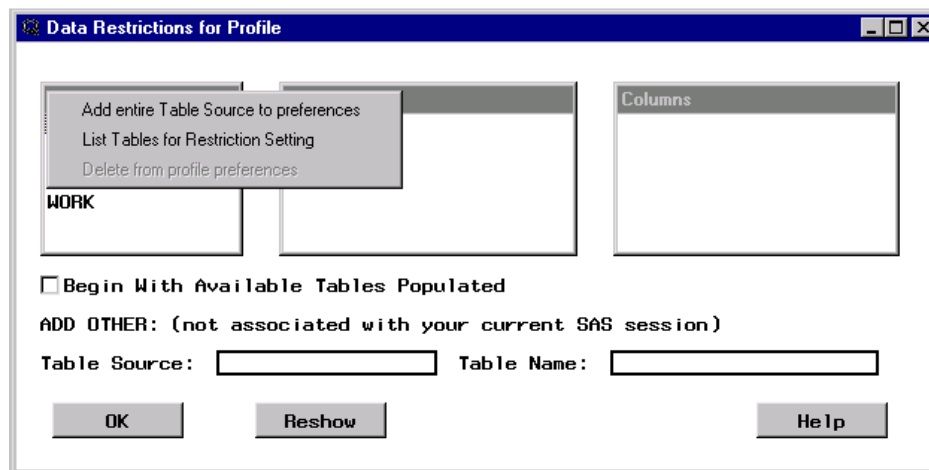 Data Restrictions for Profile
Columns
Add entire Table Source to preferences
List Tables for Restriction Setting
Delete from profile preferences
WORK
Begin With Available Tables Populated
ADD OTHER: (not associated with your current SAS session)
Table Source: Table Name:
OK Reshow Help